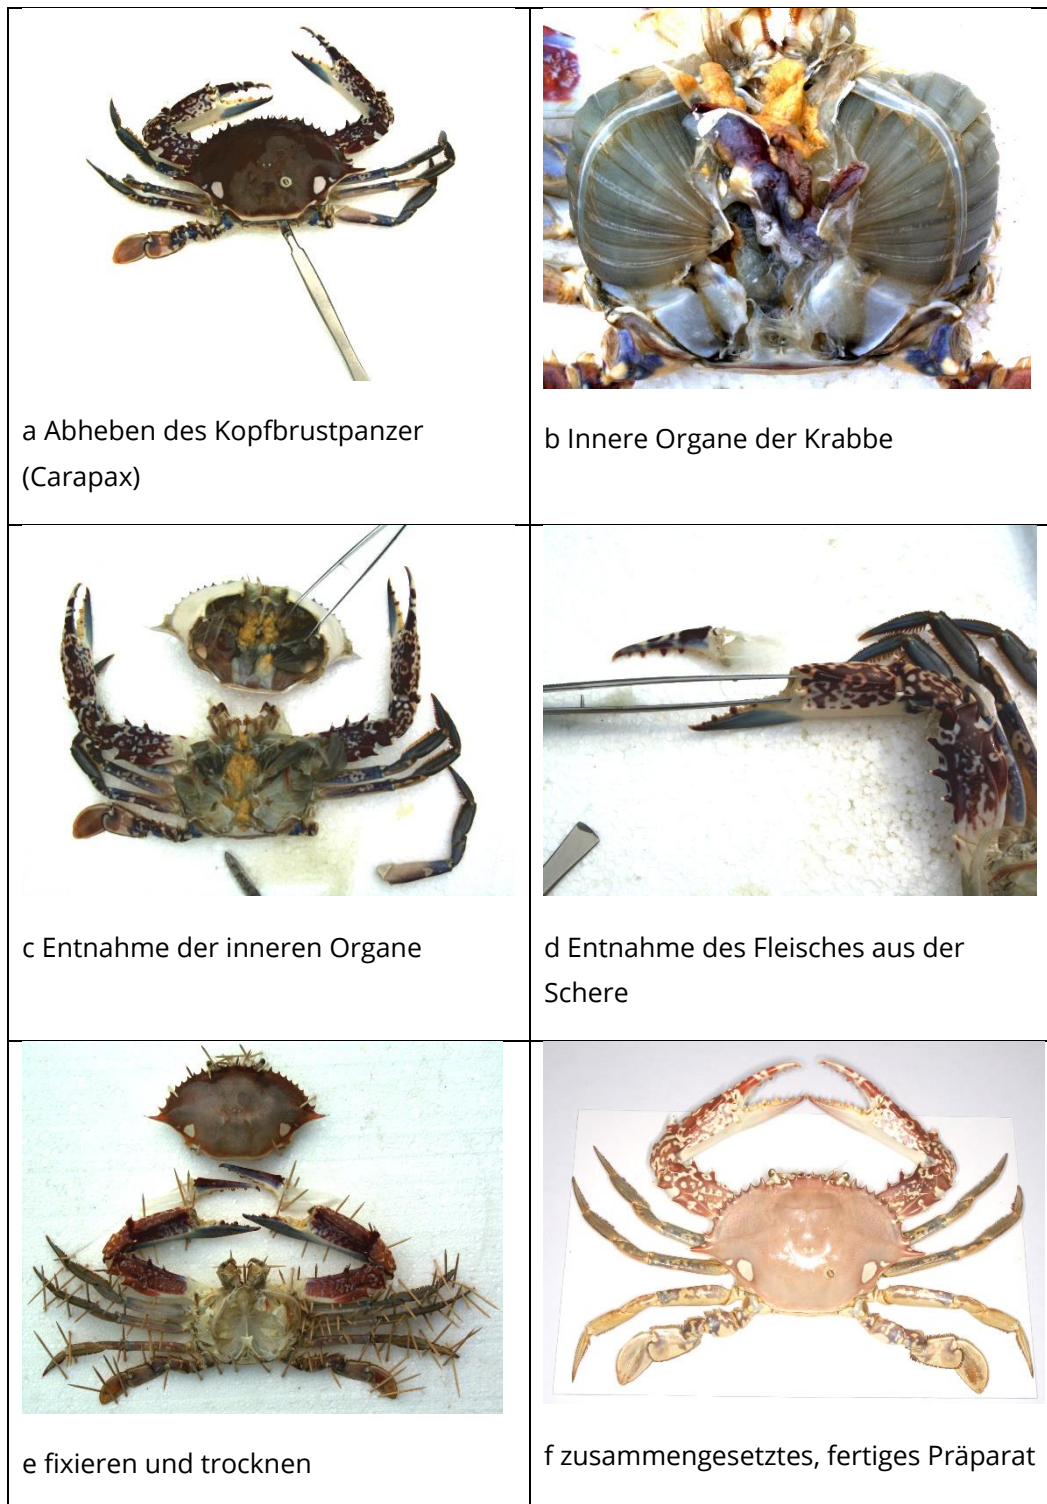 a Abheben des Kopfbrustpanzer
(Carapax)
b Innere Organe der Krabbe
c Entnahme der inneren Organe
d Entnahme des Fleisches aus der
Schere
e fixieren und trocknen
f zusammengesetztes, fertiges Präparat